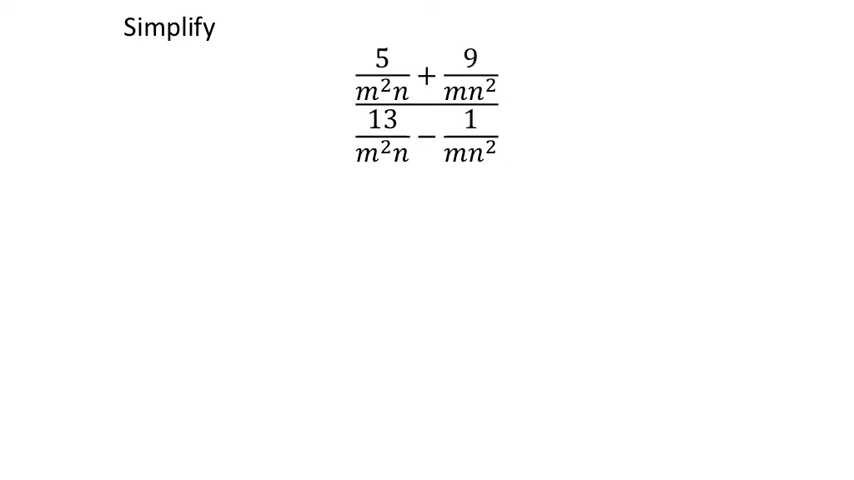 Simplify
5/m²n + 9/mn²
13/m²n − 1/mn²